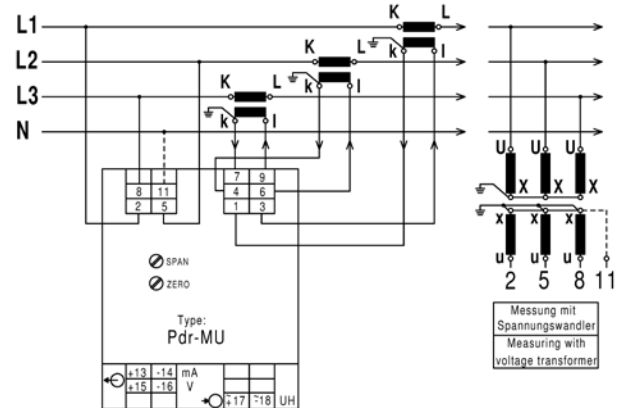 K L
L1
K L
k l
L2
K L
k l
L3
k l
N
U U U
7 9
8 11
4 6
X X X
2 5
1 3
x x x
SPAN
u u u
ZERO
2 5 8 11
Type:
Pdr-MU
Messung mit
Spannungswandler
Measuring with
voltage transformer
+13 -14 mA
+15 -16 V
+17 -18 UH